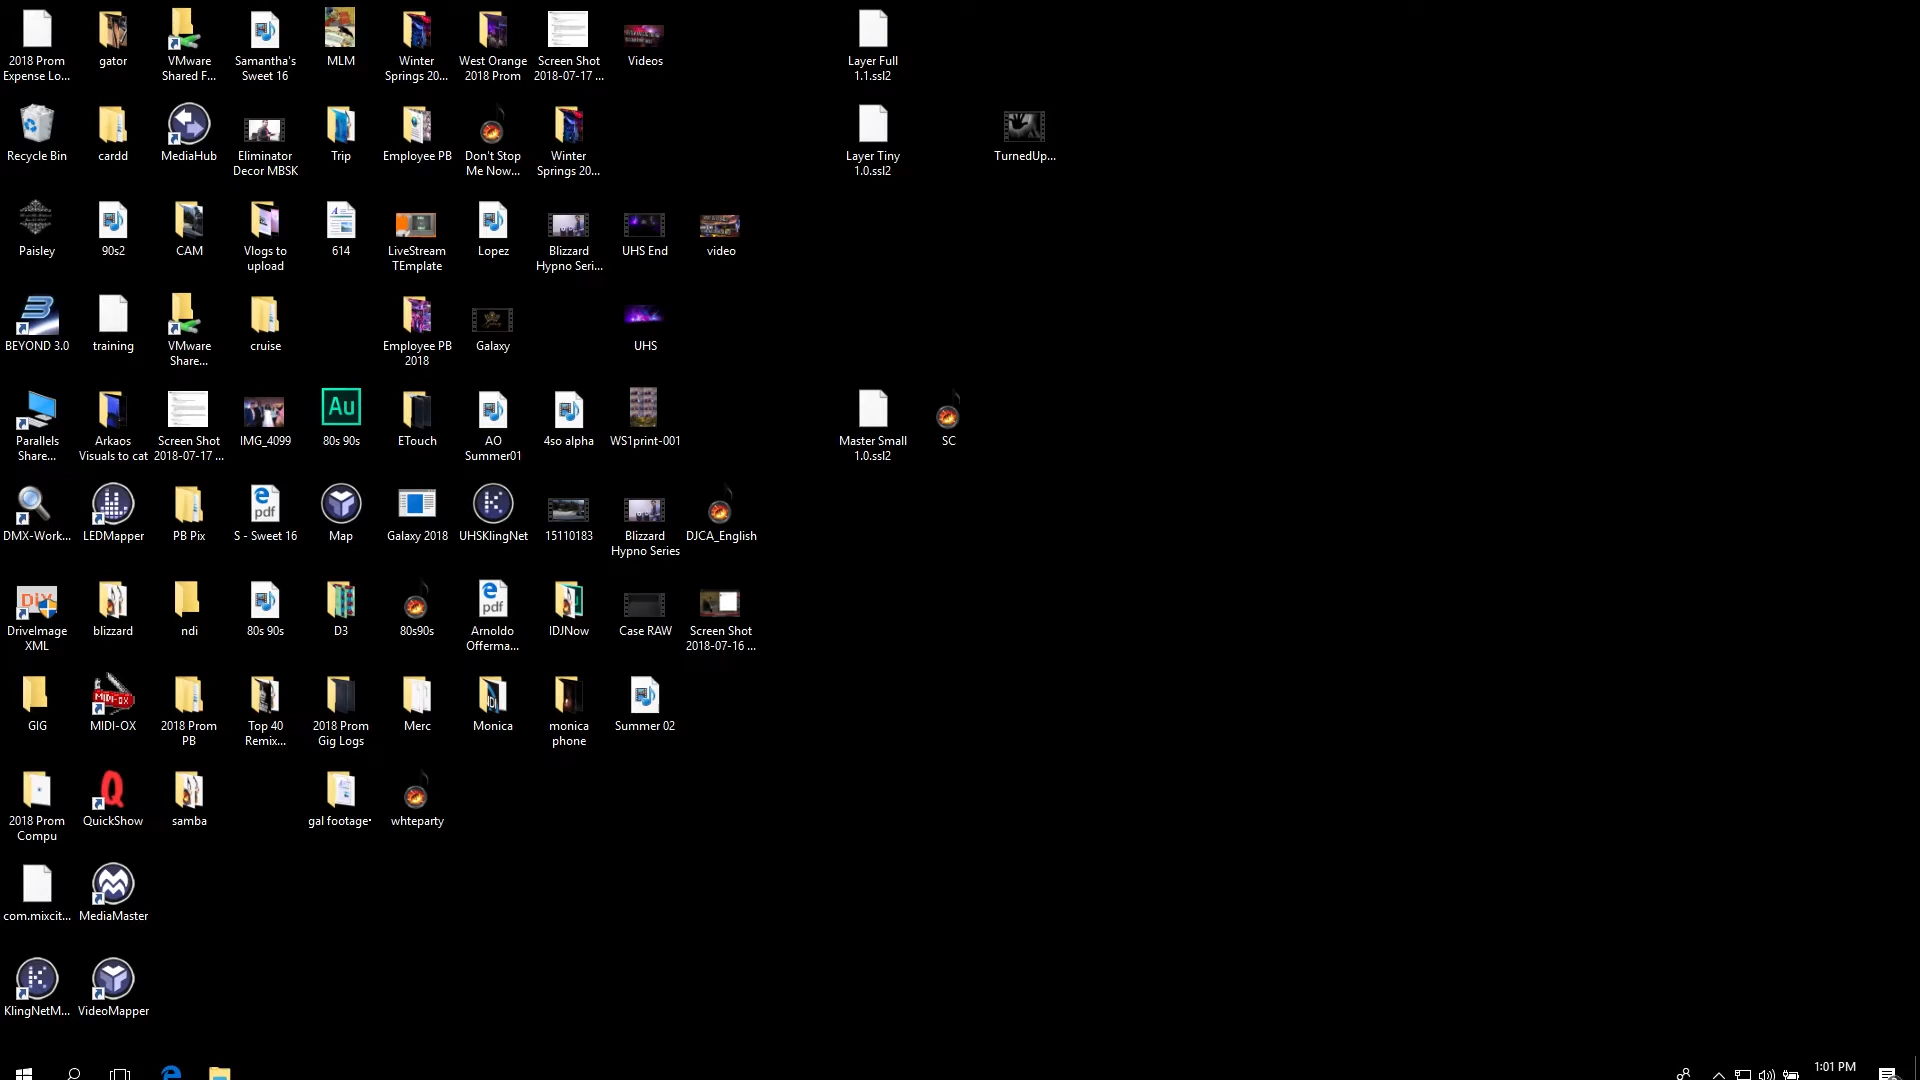 2018 Prom
Expense Lo...
gator
VMware
Shared F...
Samantha's
Sweet 16
MLM
Winter
Springs 20...
West Orange
2018 Prom
Screen Shot
2018-07-17 ...
Videos
Layer Full
1.1.ssl2
Recycle Bin
cardd
MediaHub
Eliminator
Decor MBSK
Trip
Employee PB
Don't Stop
Me Now...
Winter
Springs 20...
Layer Tiny
1.0.ssl2
TurnedUp...
Paisley
90s2
CAM
Vlogs to
upload
614
LiveStream
TEmplate
Lopez
Blizzard
Hypno Seri...
UHS End
video
BEYOND 3.0
training
VMware
Share...
cruise
Employee PB
2018
Galaxy
UHS
Parallels
Share...
Arkaos
Visuals to cat
Screen Shot
2018-07-17 ...
IMG_4099
Au
80s 90s
ETouch
AO
Summer01
4so alpha
WS1print-001
Master Small
1.0.ssl2
SC
DMX-Work...
LEDMapper
PB Pix
pdf
S - Sweet 16
Map
Galaxy 2018
UHSKlingNet
15110183
Blizzard
Hypno Series
DJCA_English
DriveImage
XML
blizzard
ndi
80s 90s
D3
80s90s
pdf
Arnoldo
Offerma...
IDJNow
Case RAW
Screen Shot
2018-07-16 ...
GIG
MIDI-OX
MIDI-OX
2018 Prom
PB
Top 40
Remix...
2018 Prom
Gig Logs
Merc
Monica
monica
phone
Summer 02
2018 Prom
Compu
QuickShow
samba
gal footage·
whteparty
com.mixcit...
MediaMaster
KlingNetM...
VideoMapper
1:01 PM